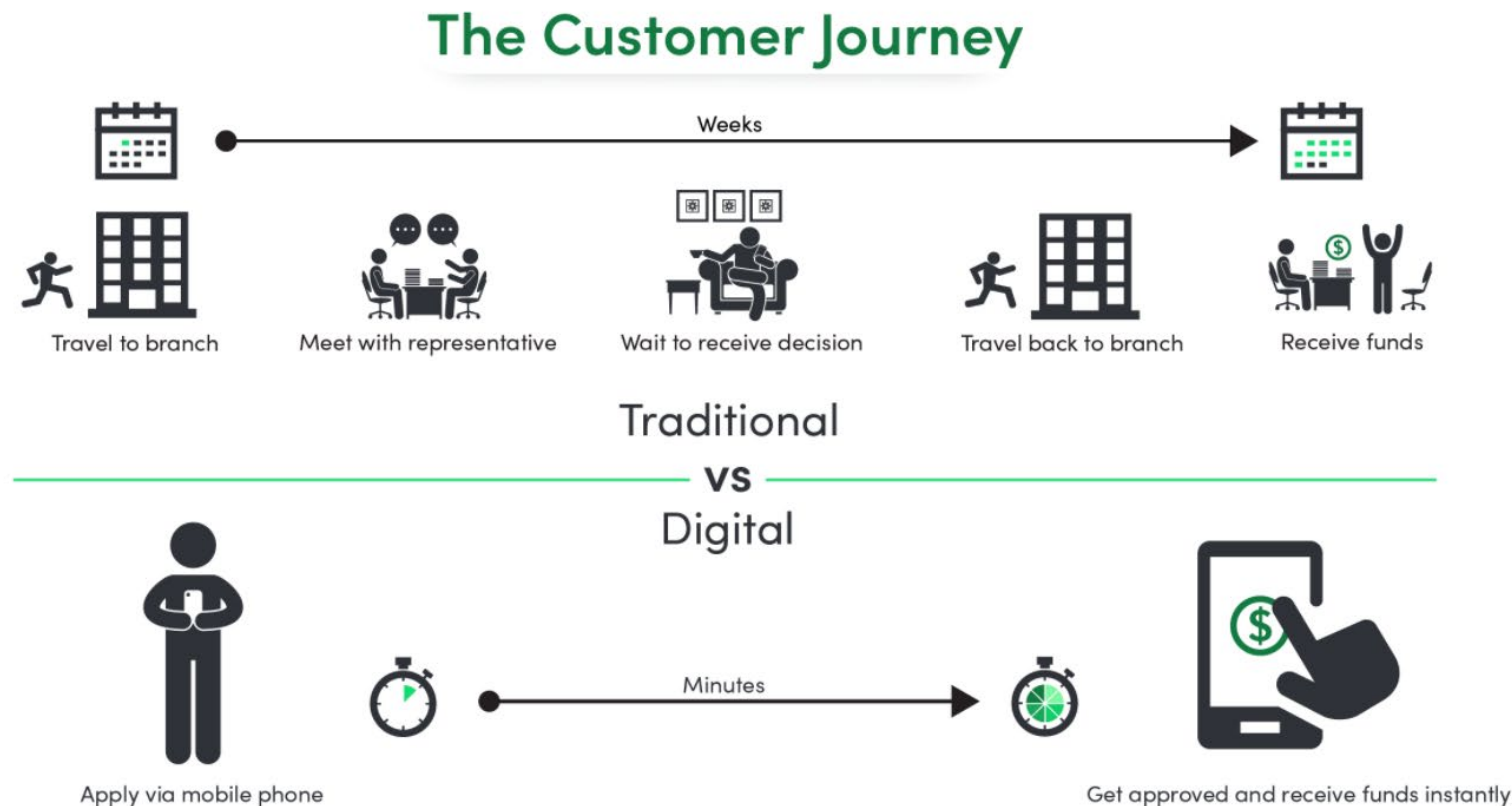 The Customer Journey
Weeks
Travel to branch
Meet with representative
Wait to receive decision
Travel back to branch
Receive funds
Traditional
vs
Digital
Minutes
Apply via mobile phone
Get approved and receive funds instantly